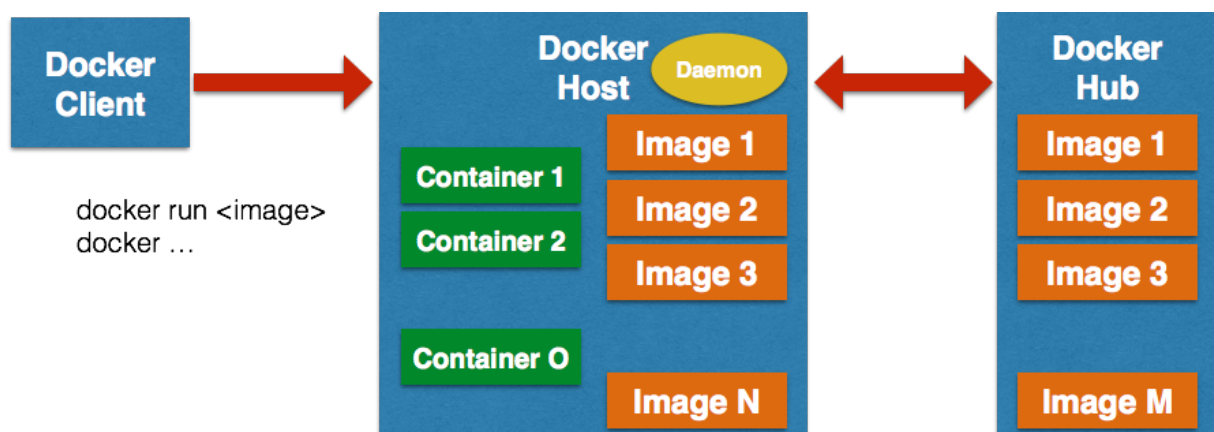 Docker
Client
docker run <image>
docker ...
Docker
Host
Daemon
Container 1
Container 2
Container O
Image 1
Image 2
Image 3
Image N
Docker
Hub
Image 1
Image 2
Image 3
Image M